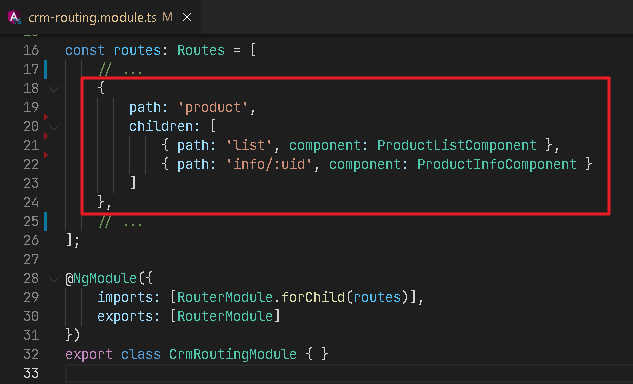 crm-routing.module.ts M ×
16 const routes: Routes = [
17 // ...
18 {
19 path: 'product',
20 children: [
21 { path: 'list', component: ProductListComponent },
22 { path: 'info/:uid', component: ProductInfoComponent }
23 ]
24 },
25 // ...
26 ];
27
28 @NgModule({
29 imports: [RouterModule.forChild(routes)],
30 exports: [RouterModule]
31 })
32 export class CrmRoutingModule { }
33